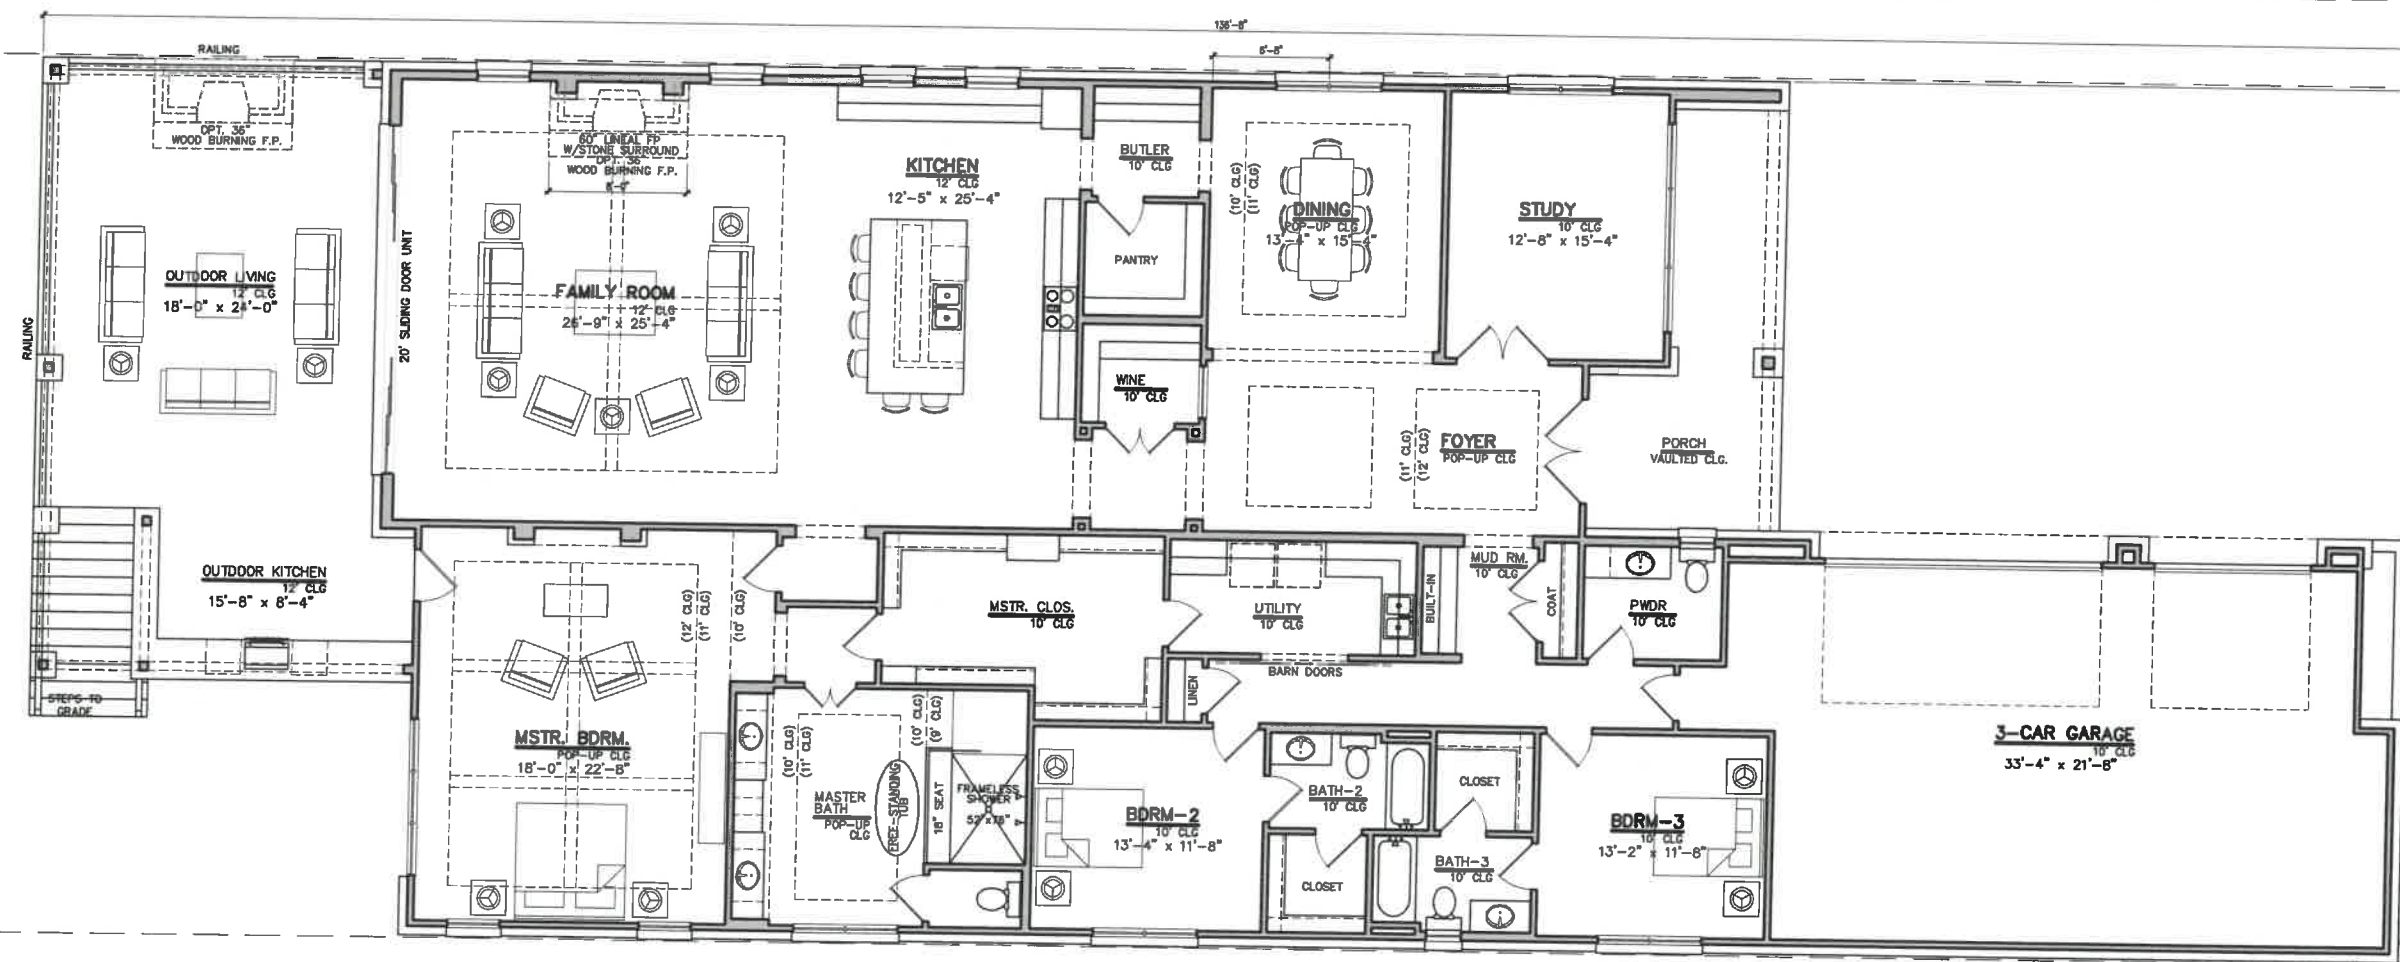 136'-8"
6'-8"
RAILING
OPT. 36"
WOOD BURNING F.P.
60" LINEAL FP
W/STONE SURROUND
OPT. 36"
WOOD BURNING F.P.
8'-0"
KITCHEN
12' CLG
12'-5" x 25'-4"
BUTLER
10' CLG
PANTRY
WINE
10' CLG
(10' CLG)
(11' CLG)
DINING
POP-UP CLG
13'-4" x 15'-4"
STUDY
10' CLG
12'-8" x 15'-4"
RAILING
OUTDOOR LIVING
12' CLG
18'-0" x 24'-0"
20' SLIDING DOOR UNIT
FAMILY ROOM
12' CLG
26'-9" x 25'-4"
(11' CLG)
(12' CLG)
FOYER
POP-UP CLG
PORCH
VAULTED CLG.
OUTDOOR KITCHEN
12' CLG
15'-8" x 8'-4"
STEPS TO
GRADE
(12' CLG)
(11' CLG)
(10' CLG)
MSTR. BDRM.
POP-UP CLG
18'-0" x 22'-8"
MSTR. CLOS.
10' CLG
UTILITY
10' CLG
BUILT-IN
MUD RM.
10' CLG
COAT
PWDR
10' CLG
BARN DOORS
LINEN
(10' CLG)
(11' CLG)
(10' CLG)
(9' CLG)
MASTER
BATH
POP-UP
CLG
FREE-STANDING
TUB
18" SEAT
FRAMELESS
SHOWER
52"x78"
BDRM-2
10' CLG
13'-4" x 11'-8"
BATH-2
10' CLG
CLOSET
CLOSET
BATH-3
10' CLG
BDRM-3
10' CLG
13'-2" x 11'-8"
3-CAR GARAGE
10' CLG
33'-4" x 21'-8"